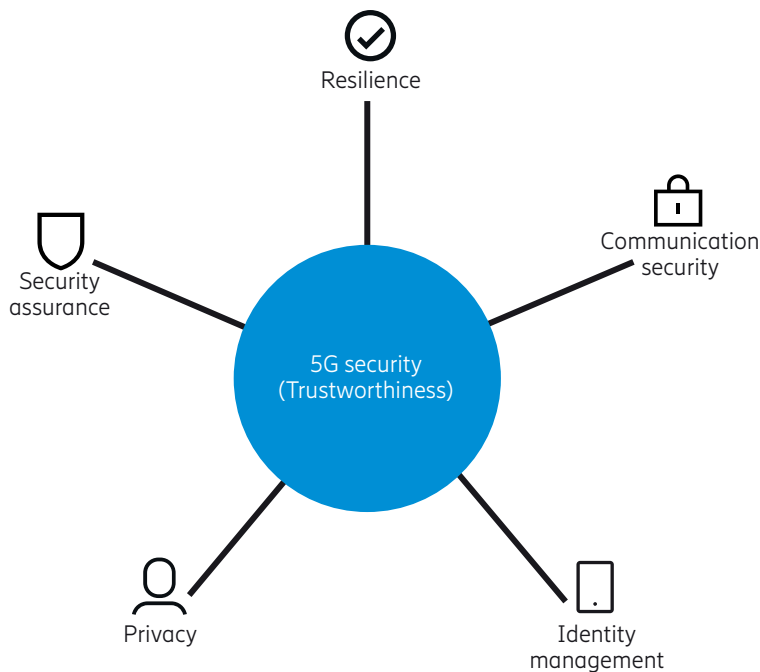 Resilience
Communication
security
Security
assurance
5G security
(Trustworthiness)
Privacy
Identity
management